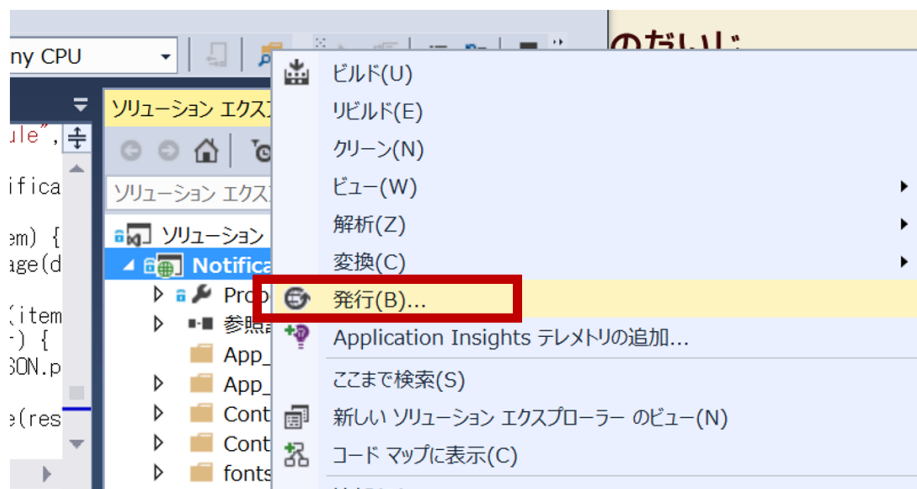 ny CPU
のだいじ
ule",
ifica
em) {
age(d
(item
r) {
SON.p
e(res
ソリューション エクスプ
ソリューション エクス
ソリューション
Notifica
Prop
参照
App_
App_
Cont
Cont
fonts
ビルド(U)
リビルド(E)
クリーン(N)
ビュー(W)
解析(Z)
変換(C)
発行(B)...
Application Insights テレメトリの追加...
ここまで検索(S)
新しい ソリューション エクスプローラー のビュー(N)
コード マップに表示(C)